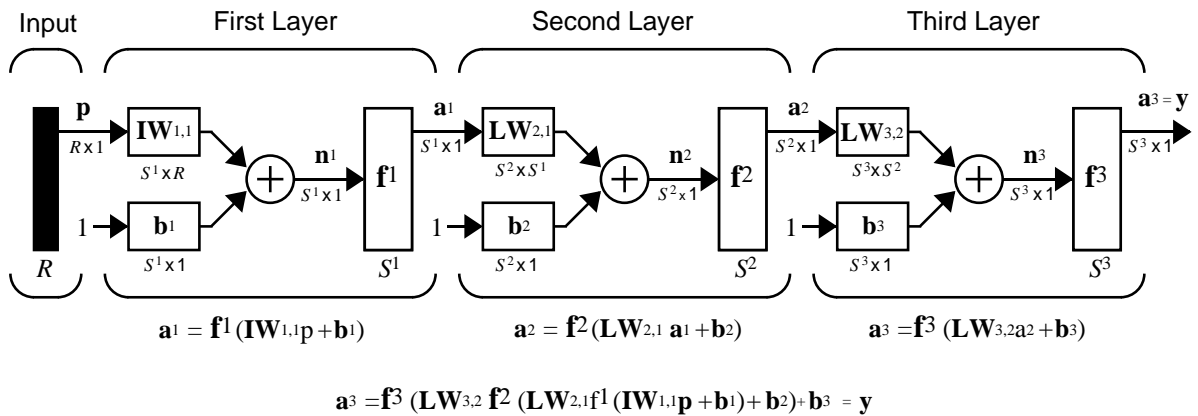 Input First Layer Second Layer Third Layer
p a1 a2 a3 = y
IW1,1 LW2,1 LW3,2
R x 1 n1 S1 x 1 n2 S2 x 1 n3 S3 x 1
S1 x R S2 x S1 S3 x S2
f1 f2 f3
S1 x 1 S2 x 1 S3 x 1
1 b1 1 b2 1 b3
S1 x 1 S2 x 1 S3 x 1
R S1 S2 S3
a1 = f1 (IW1,1p +b1) a2 = f2 (LW2,1 a1 +b2) a3 =f3 (LW3,2a2 +b3)
a3 =f3 (LW3,2 f2 (LW2,1f1 (IW1,1p +b1)+ b2)+ b3 = y